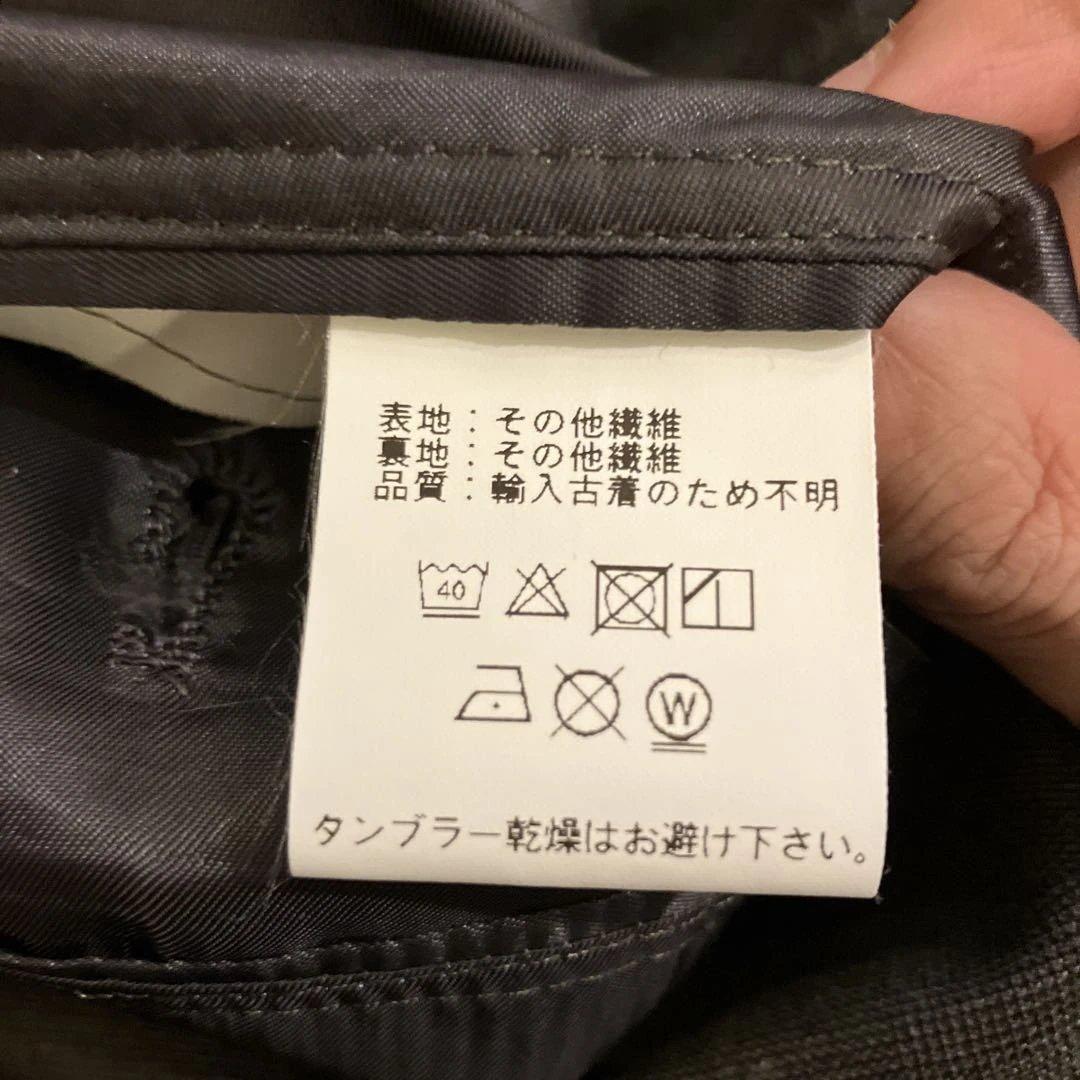 表地：その他繊維
裏地：その他繊維
品質：輸入古着のため不明
40
W
タンブラー乾燥はお避け下さい。